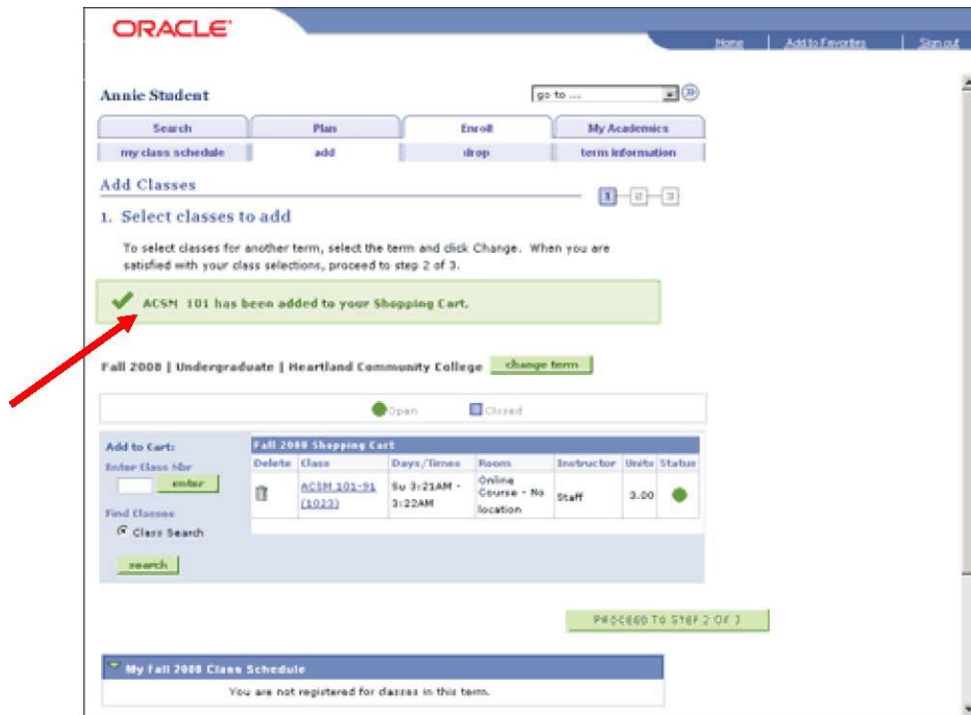 ORACLE
Home | Add to Favorites | Sign out
Annie Student
go to ...
Search Plan Enroll My Academics
my class schedule add drop term information
Add Classes
1 2 3
1. Select classes to add
To select classes for another term, select the term and click Change. When you are
satisfied with your class selections, proceed to step 2 of 3.
ACSM 101 has been added to your Shopping Cart.
Fall 2008 | Undergraduate | Heartland Community College change term
Open Closed
Add to Cart:
Enter Class Nbr
enter
Find Classes
Class Search
search
Fall 2008 Shopping Cart
Delete Class Days/Times Room Instructor Units Status
ACSM 101-91
(1023)
Su 3:21AM -
3:22AM
Online
Course - No
location
Staff
3.00
PROCEED TO STEP 2 OF 3
My Fall 2008 Class Schedule
You are not registered for classes in this term.